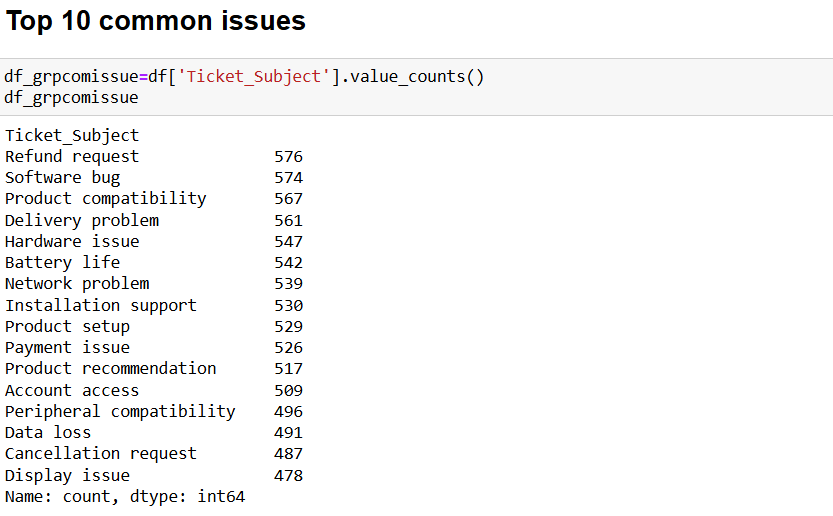 Top 10 common issues
df_grpcomissue=df['Ticket_Subject'].value_counts()
df_grpcomissue
Ticket_Subject
Refund request 576
Software bug 574
Product compatibility 567
Delivery problem 561
Hardware issue 547
Battery life 542
Network problem 539
Installation support 530
Product setup 529
Payment issue 526
Product recommendation 517
Account access 509
Peripheral compatibility 496
Data loss 491
Cancellation request 487
Display issue 478
Name: count, dtype: int64